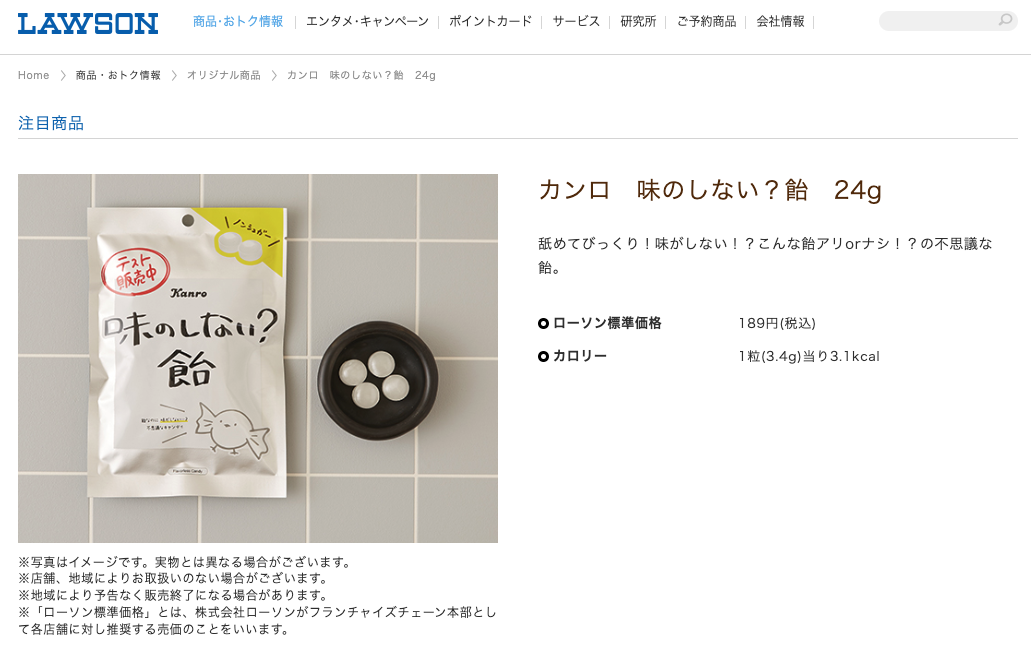 LAWSON
商品･おトク情報
エンタメ･キャンペーン
ポイントカード
サービス
研究所
ご予約商品
会社情報
Home
商品・おトク情報
オリジナル商品
カンロ　味のしない？飴　24g
注目商品
ノンシュガー
テスト
販売中
Kanro
味のしない?
飴
カンロ　味のしない？飴　24g
舐めてびっくり！味がしない！？こんな飴アリorナシ！？の不思議な
飴。
ローソン標準価格
189円(税込)
カロリー
1粒(3.4g)当り3.1kcal
※写真はイメージです。実物とは異なる場合がございます。
※店舗、地域によりお取扱いのない場合がございます。
※地域により予告なく販売終了になる場合があります。
※「ローソン標準価格」とは、株式会社ローソンがフランチャイズチェーン本部とし
て各店舗に対し推奨する売価のことをいいます。